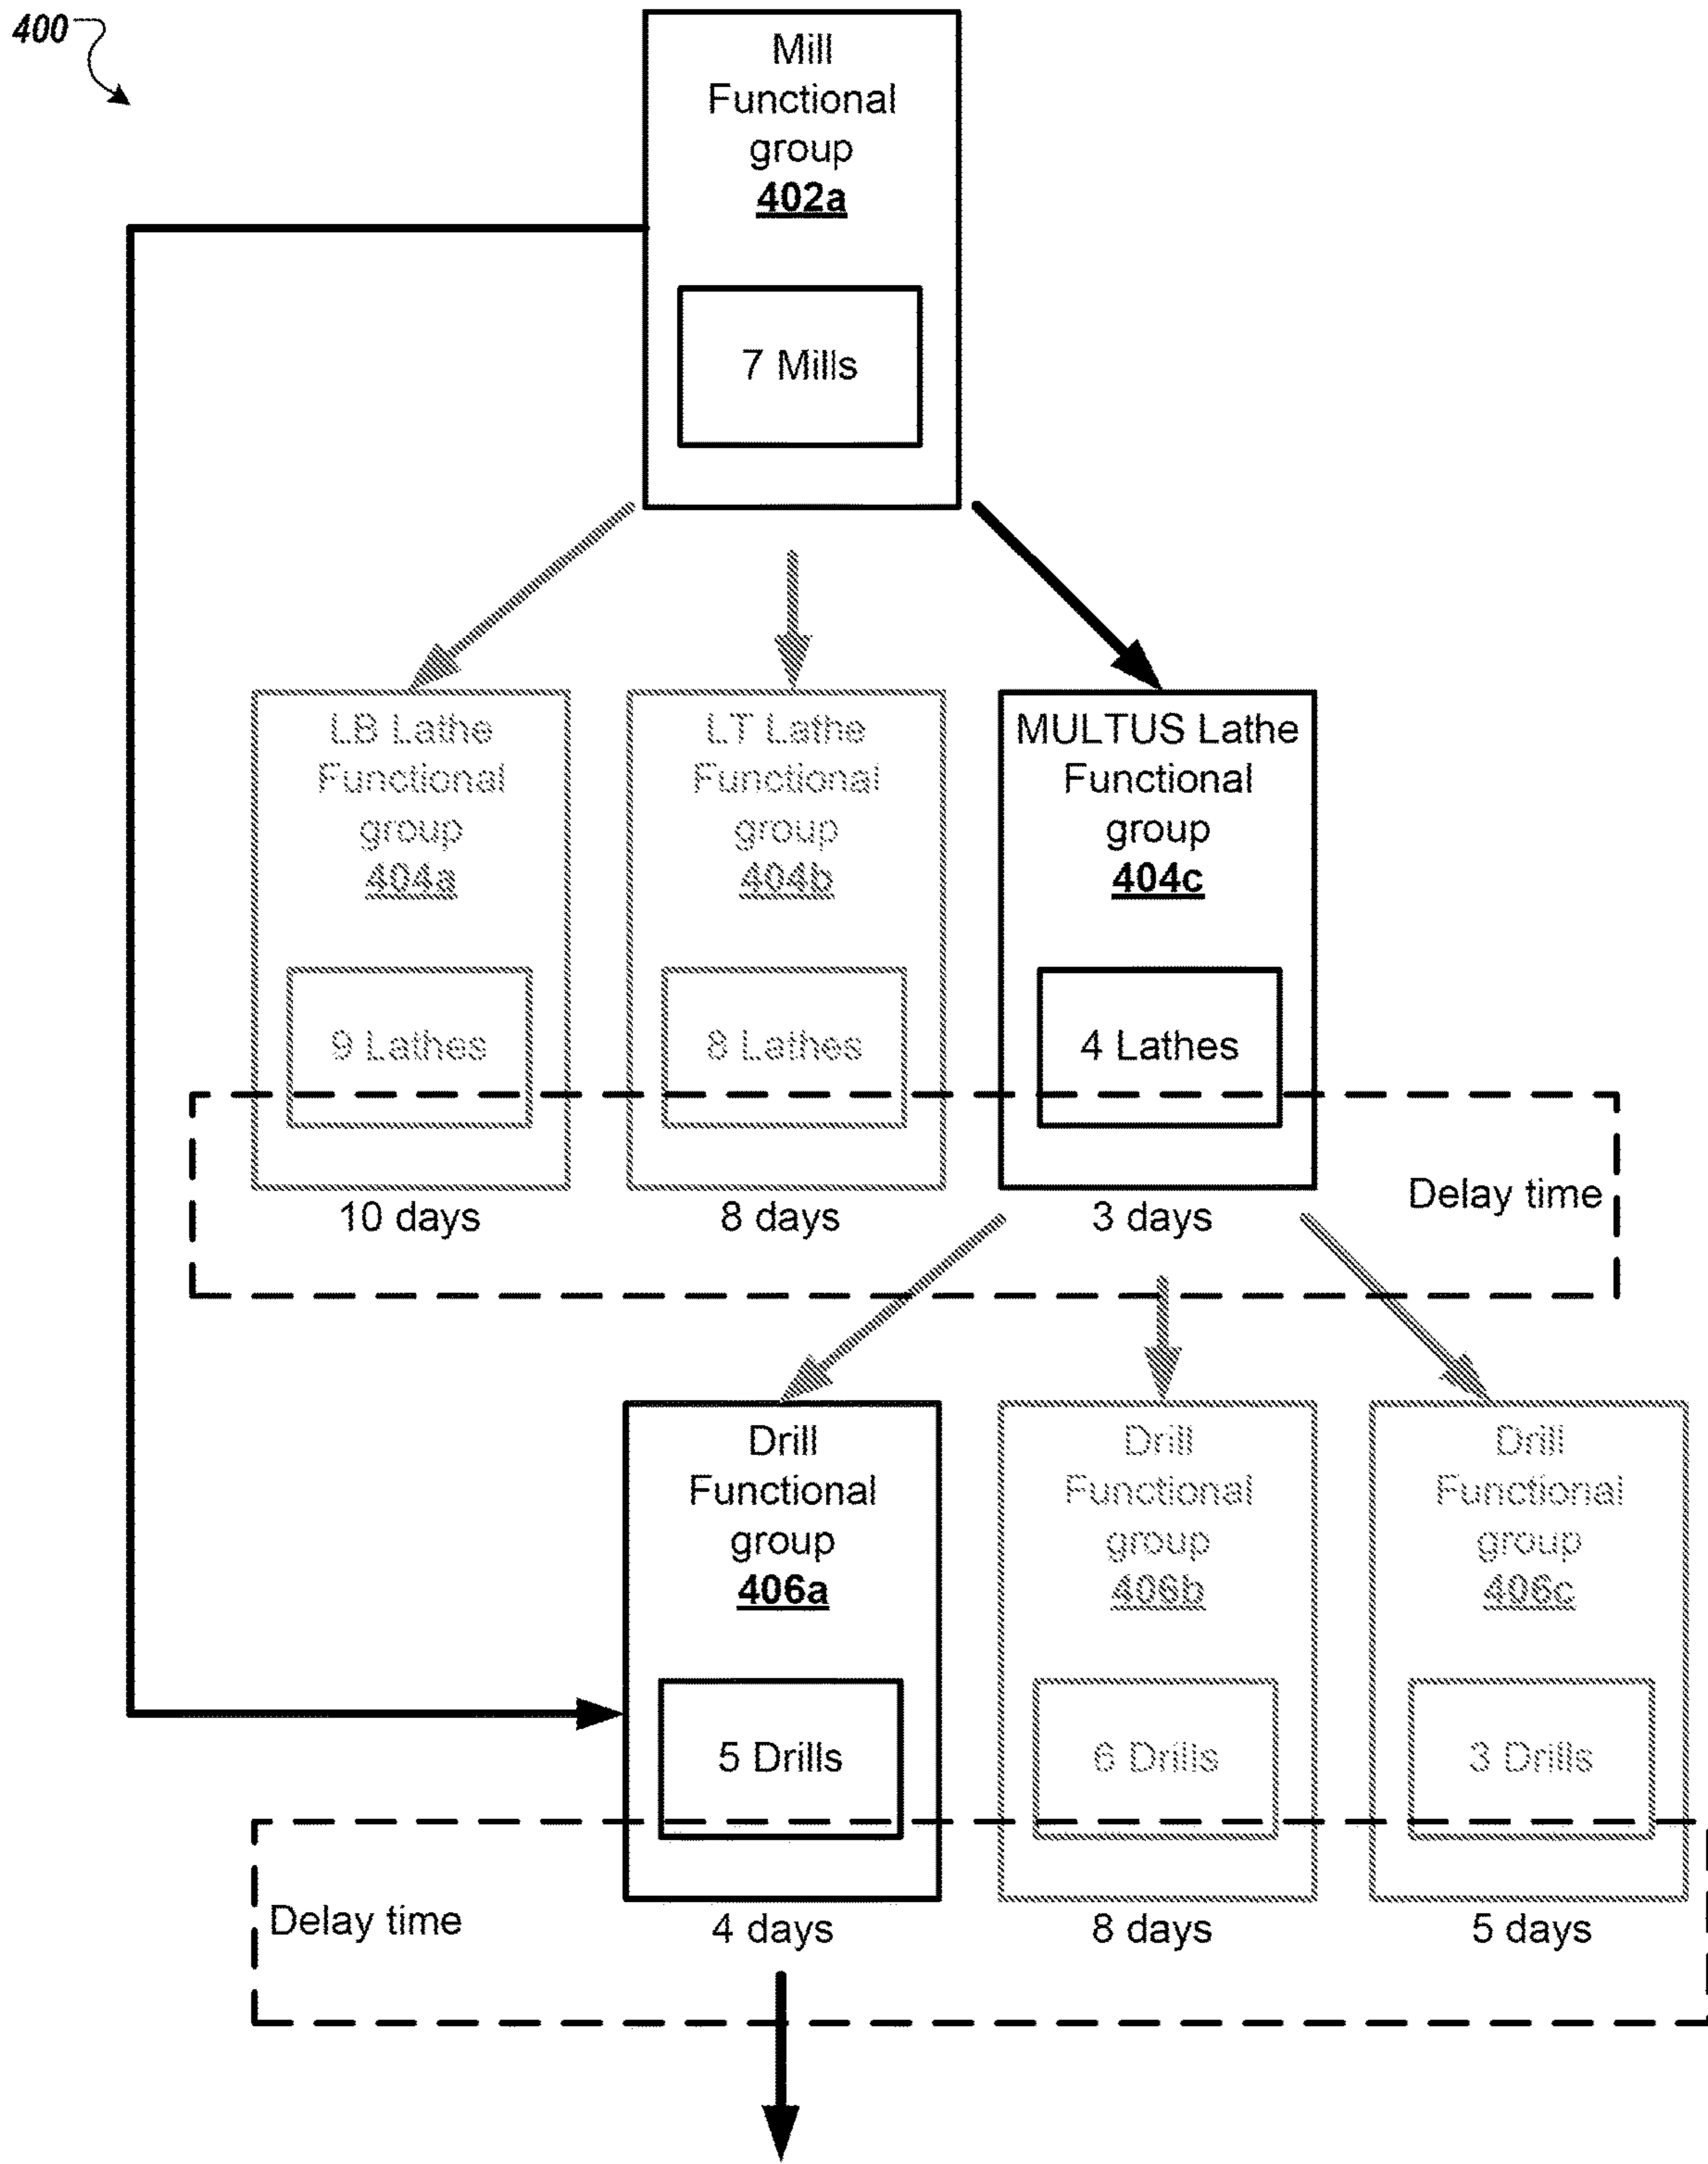 400
Mill
Functional
group
402a
7 Mills
LB Lathe
Functional
group
404a
9 Lathes
10 days
LT Lathe
Functional
group
404b
8 Lathes
8 days
MULTUS Lathe
Functional
group
404c
4 Lathes
3 days
Delay time
Drill
Functional
group
406a
5 Drills
4 days
Drill
Functional
group
406b
6 Drills
8 days
Drill
Functional
group
406c
3 Drills
5 days
Delay time